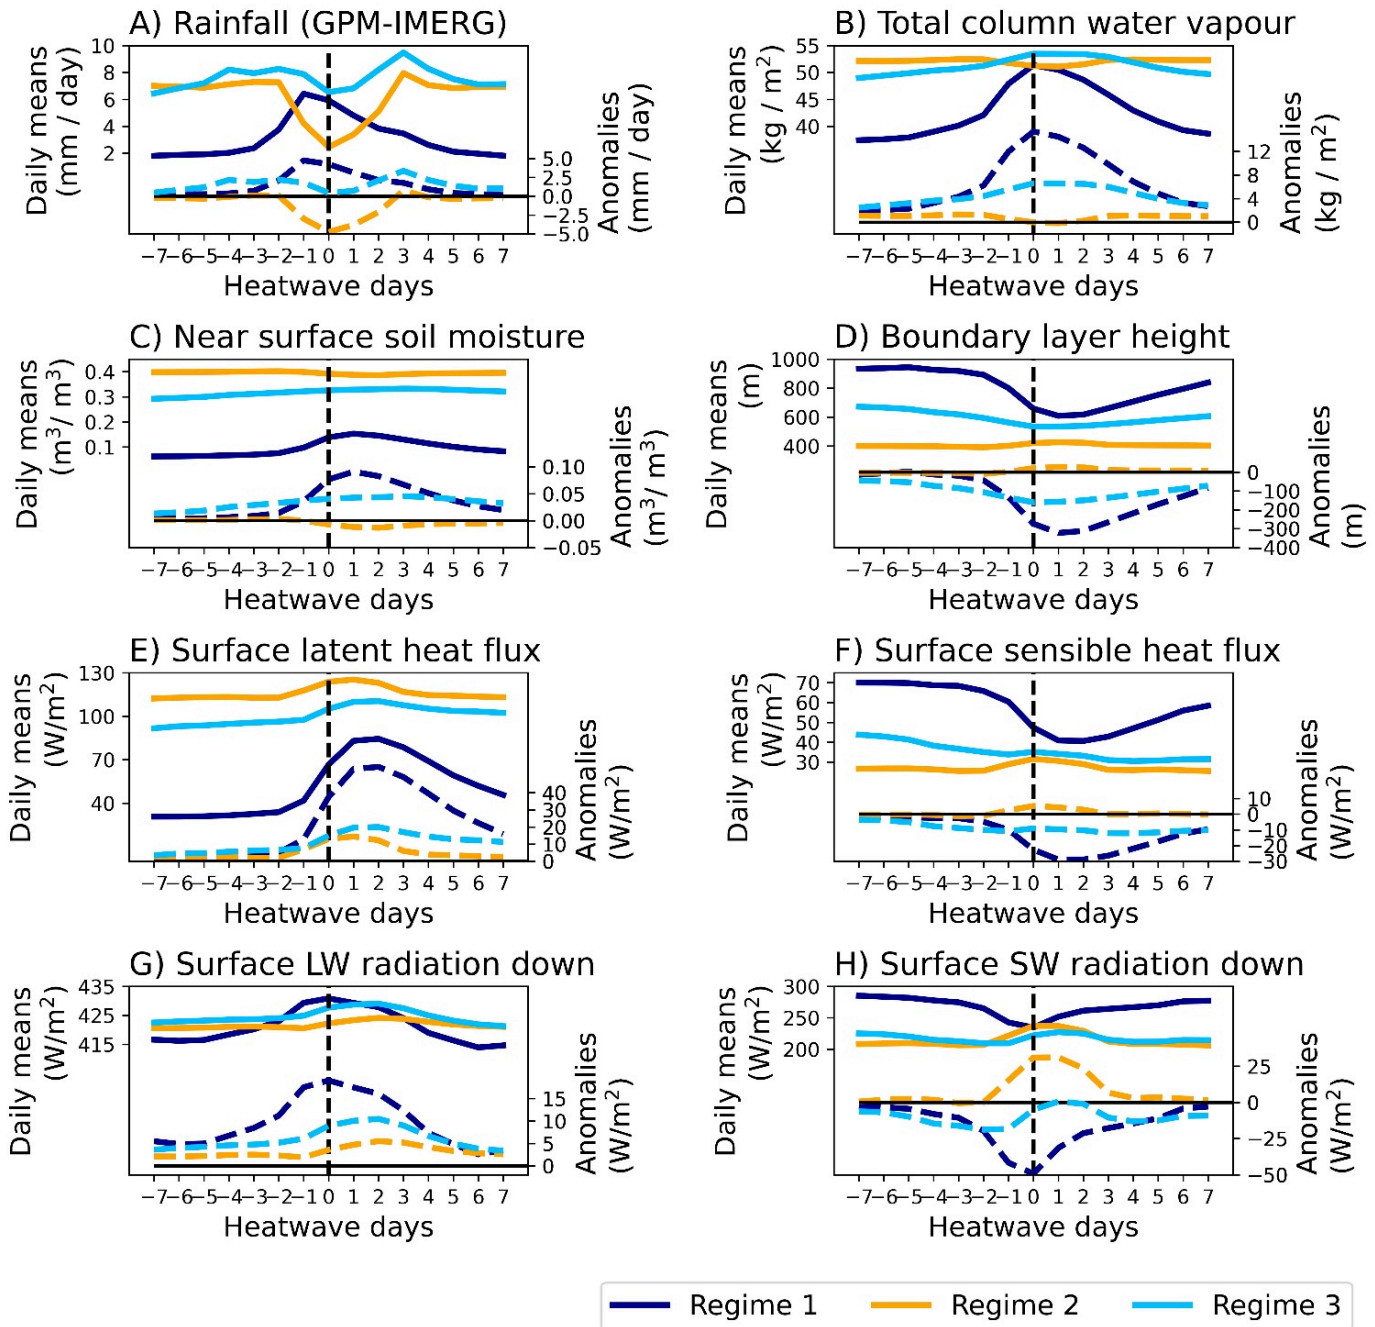 A) Rainfall (GPM-IMERG)
Daily means
(mm / day)
10
8
6
4
2
5.0
2.5
0.0
−2.5
−5.0
Anomalies
(mm / day)
−7 −6 −5 −4 −3 −2 −1 0 1 2 3 4 5 6 7
Heatwave days
B) Total column water vapour
Daily means
(kg / m²)
55
50
45
40
12
8
4
0
Anomalies
(kg / m²)
−7 −6 −5 −4 −3 −2 −1 0 1 2 3 4 5 6 7
Heatwave days
C) Near surface soil moisture
Daily means
(m³/ m³)
0.4
0.3
0.2
0.1
0.10
0.05
0.00
−0.05
Anomalies
(m³/ m³)
−7 −6 −5 −4 −3 −2 −1 0 1 2 3 4 5 6 7
Heatwave days
D) Boundary layer height
Daily means
(m)
1000
800
600
400
0
−100
−200
−300
−400
Anomalies
(m)
−7 −6 −5 −4 −3 −2 −1 0 1 2 3 4 5 6 7
Heatwave days
E) Surface latent heat flux
Daily means
(W/m²)
130
100
70
40
40
30
20
10
0
Anomalies
(W/m²)
−7 −6 −5 −4 −3 −2 −1 0 1 2 3 4 5 6 7
Heatwave days
F) Surface sensible heat flux
Daily means
(W/m²)
70
60
50
40
30
10
0
−10
−20
−30
Anomalies
(W/m²)
−7 −6 −5 −4 −3 −2 −1 0 1 2 3 4 5 6 7
Heatwave days
G) Surface LW radiation down
Daily means
(W/m²)
435
425
415
15
10
5
0
Anomalies
(W/m²)
−7 −6 −5 −4 −3 −2 −1 0 1 2 3 4 5 6 7
Heatwave days
H) Surface SW radiation down
Daily means
(W/m²)
300
250
200
25
0
−25
−50
Anomalies
(W/m²)
−7 −6 −5 −4 −3 −2 −1 0 1 2 3 4 5 6 7
Heatwave days
Regime 1 Regime 2 Regime 3